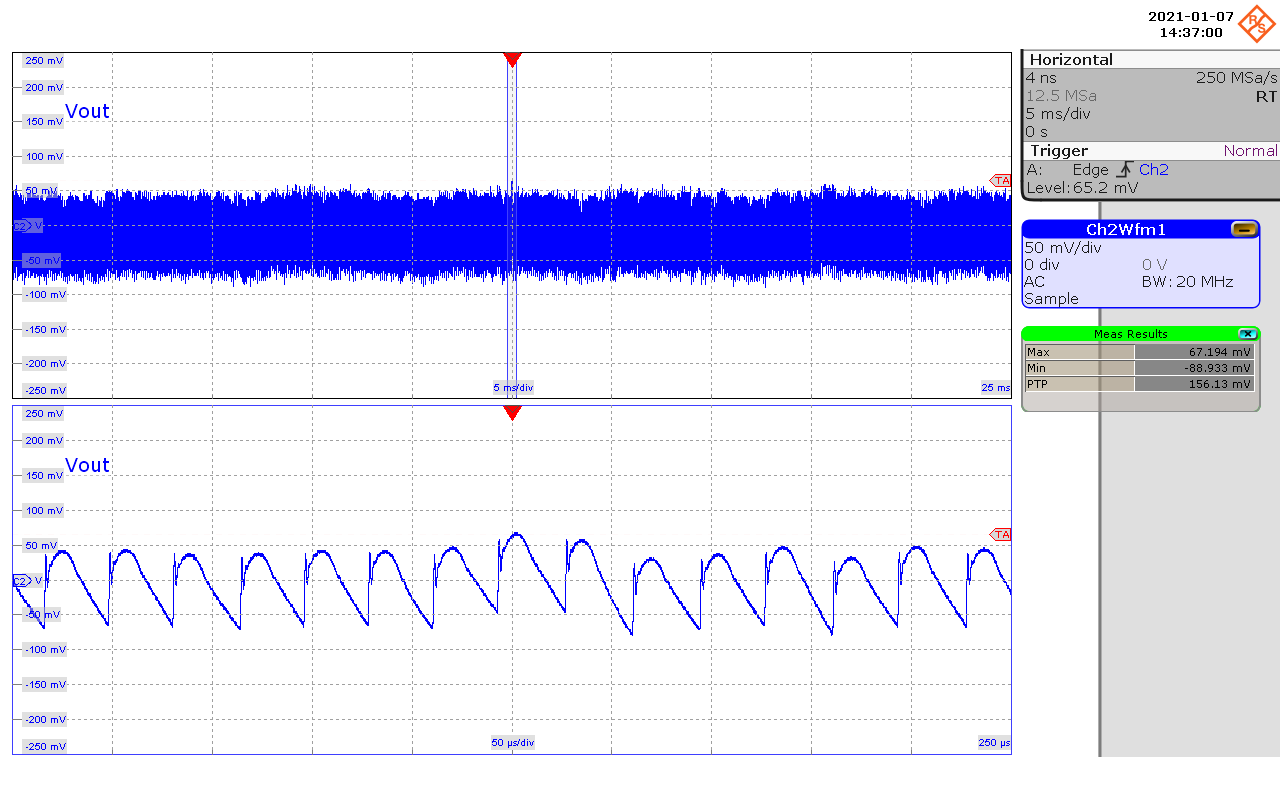 2021-01-07
14:37:00
R&S
Horizontal
4 ns 250 MSa/s
12.5 MSa RT
5 ms/div
0 s
Trigger Normal
A: Edge Ch2
Level: 65.2 mV
Ch2Wfm1
50 mV/div
0 div 0 V
AC BW: 20 MHz
Sample
Meas Results
Max 67.194 mV
Min -88.933 mV
PTP 156.13 mV
250 mV
200 mV
Vout
150 mV
100 mV
50 mV
TA
C2 V
-50 mV
-100 mV
-150 mV
-200 mV
-250 mV
5 ms/div
25 ms
250 mV
200 mV
Vout
150 mV
100 mV
50 mV
TA
C2 V
-50 mV
-100 mV
-150 mV
-200 mV
-250 mV
50 µs/div
250 µs